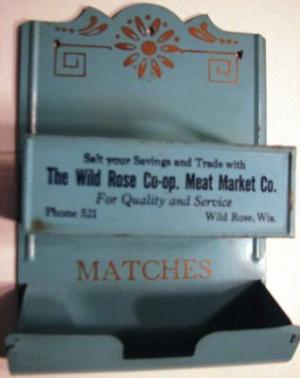 Salt your Savings and Trade with
The Wild Rose Co-op. Meat Market Co.
For Quality and Service
Phone 521 Wild Rose, Wis.
MATCHES